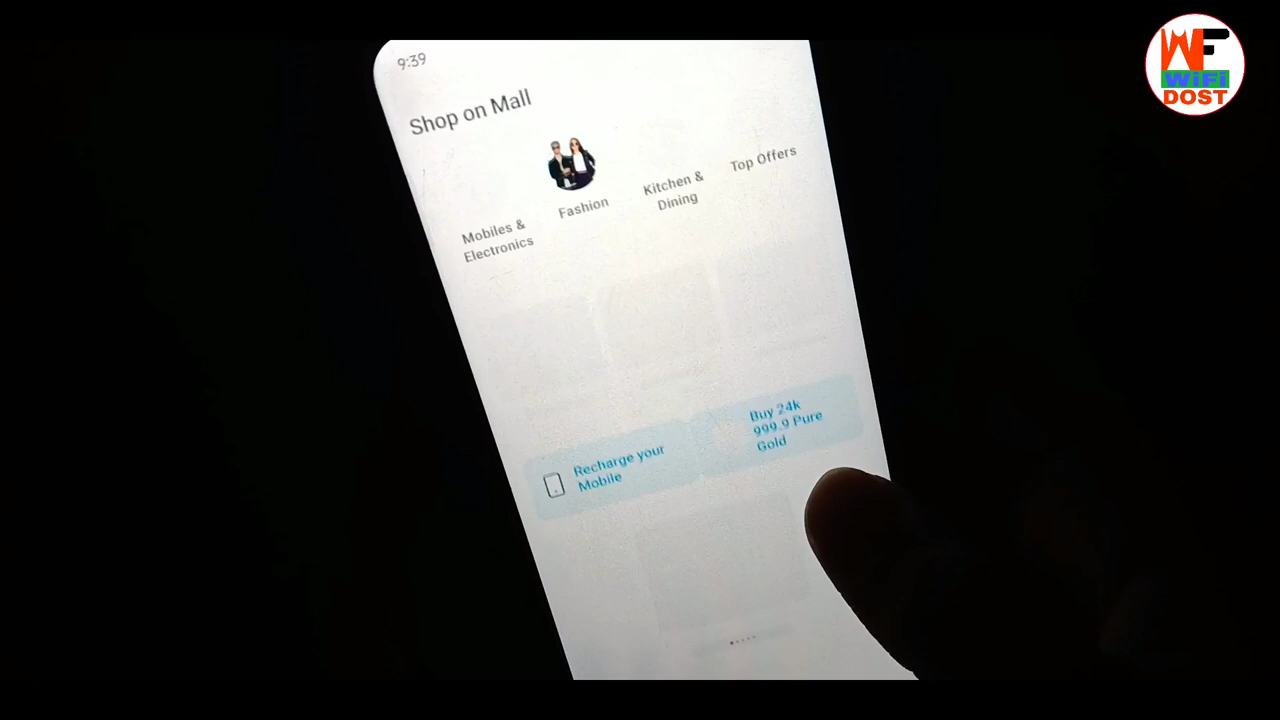 9:39
Shop on Mall
Mobiles &
Electronics
Fashion
Kitchen &
Dining
Top Offers
Recharge your
Mobile
Buy 24k
999.9 Pure
Gold
WF
WiFi
DOST